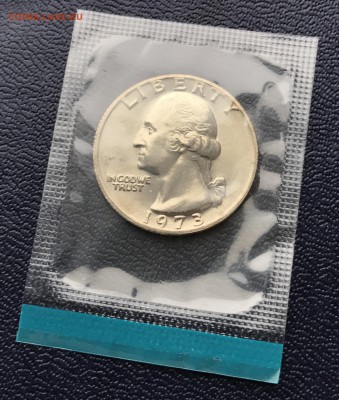 LIBERTY
IN GOD WE
TRUST
1973